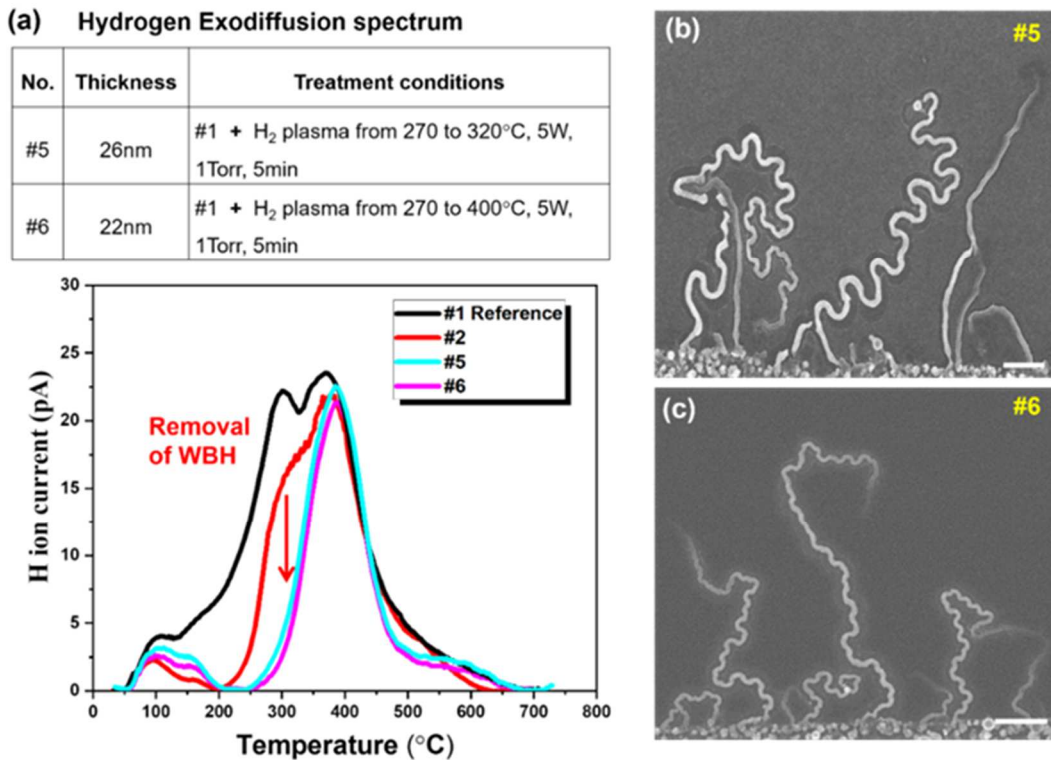 (a) Hydrogen Exodiffusion spectrum
No. Thickness Treatment conditions
#5 26nm #1 + H₂ plasma from 270 to 320°C, 5W,
1Torr, 5min
#6 22nm #1 + H₂ plasma from 270 to 400°C, 5W,
1Torr, 5min
30
25
20
15
10
5
0
H ion current (pA)
#1 Reference
#2
#5
#6
Removal
of WBH
0 100 200 300 400 500 600 700 800
Temperature (°C)
(b) #5
(c) #6